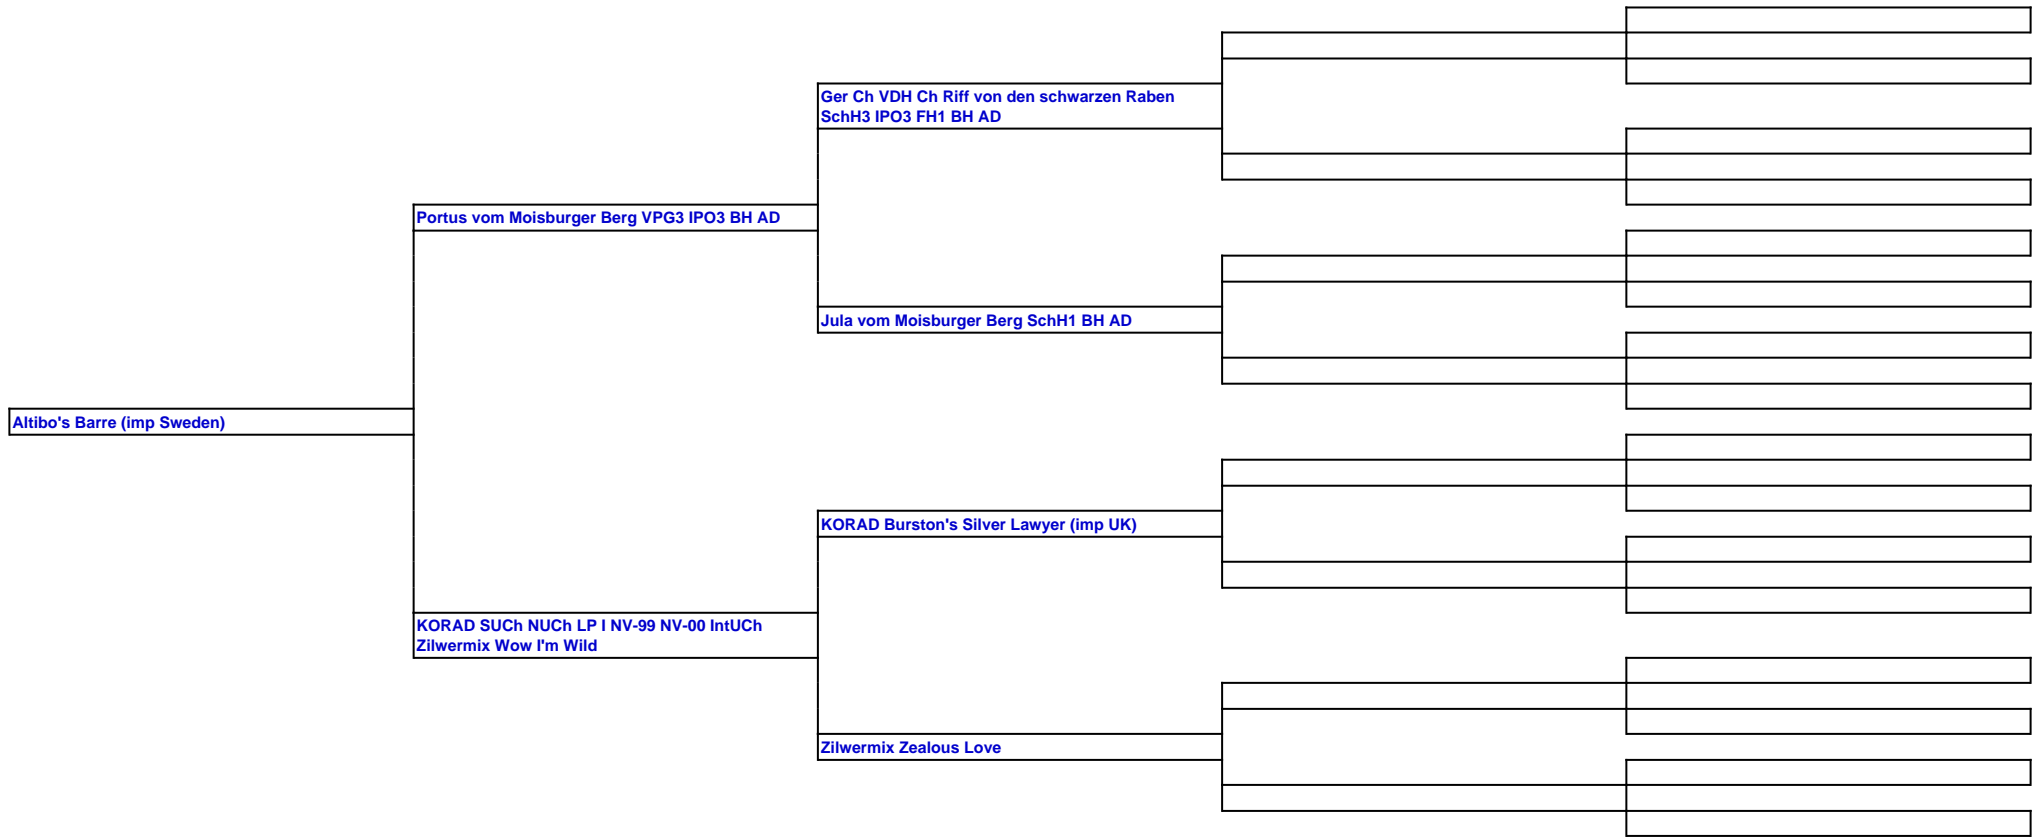 Ger Ch VDH Ch Riff von den schwarzen Raben
SchH3 IPO3 FH1 BH AD
Portus vom Moisburger Berg VPG3 IPO3 BH AD
Jula vom Moisburger Berg SchH1 BH AD
Altibo's Barre (imp Sweden)
KORAD Burston's Silver Lawyer (imp UK)
KORAD SUCh NUCh LP I NV-99 NV-00 IntUCh
Zilwermix Wow I'm Wild
Zilwermix Zealous Love